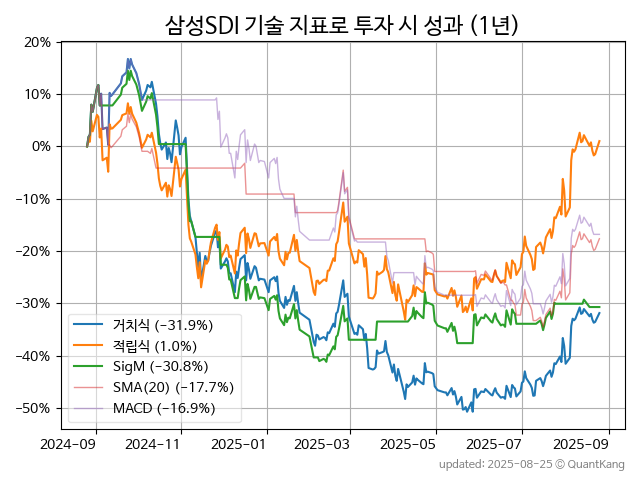 삼성SDI 기술 지표로 투자 시 성과 (1년)
20%
10%
0%
−10%
−20%
−30%
−40%
−50%
거치식 (−31.9%)
적립식 (1.0%)
SigM (−30.8%)
SMA(20) (−17.7%)
MACD (−16.9%)
2024-09 2024-11 2025-01 2025-03 2025-05 2025-07 2025-09
updated: 2025-08-25 ⓒ QuantKang